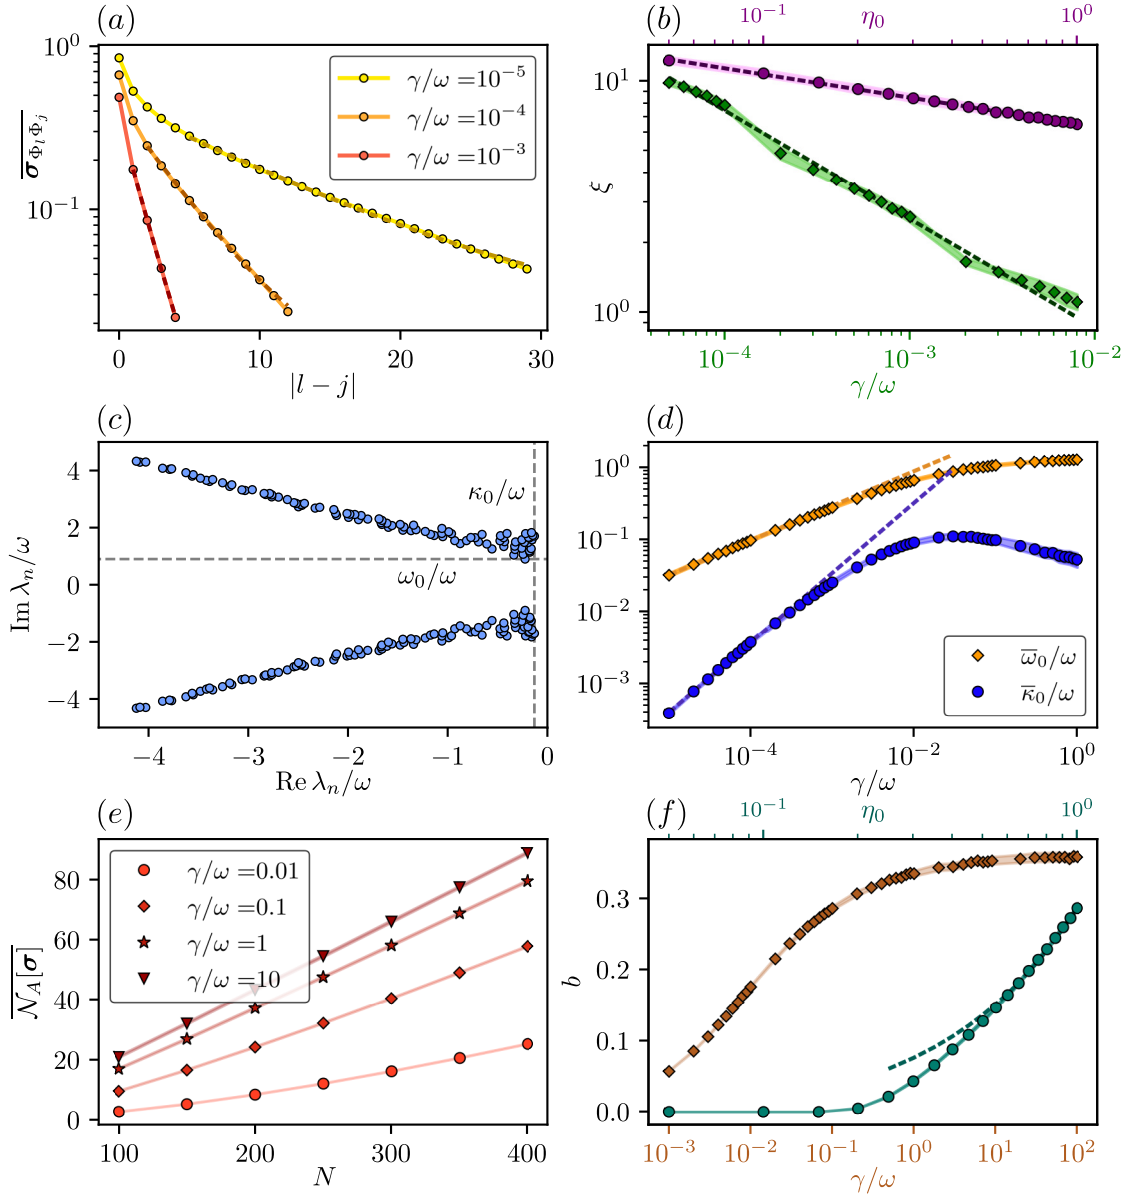 (a)
10^0
10^{-1}
\overline{σ_{Φ_l Φ_j}}
γ/ω =10^{-5}
γ/ω =10^{-4}
γ/ω =10^{-3}
0 10 20 30
|l − j|
(b)
10^{-1} η_0 10^0
10^1
10^0
ξ
10^{-4} 10^{-3} 10^{-2}
γ/ω
(c)
4
2
0
−2
−4
Im λ_n/ω
κ_0/ω
ω_0/ω
−4 −3 −2 −1 0
Re λ_n/ω
(d)
10^0
10^{-1}
10^{-2}
10^{-3}
\overline{ω}_0/ω
\overline{κ}_0/ω
10^{-4} 10^{-2} 10^0
γ/ω
(e)
80
60
40
20
0
\overline{𝒩_A[σ]}
γ/ω =0.01
γ/ω =0.1
γ/ω =1
γ/ω =10
100 200 300 400
N
(f)
10^{-1} η_0 10^0
0.3
0.2
0.1
0.0
b
10^{-3} 10^{-2} 10^{-1} 10^0 10^1 10^2
γ/ω